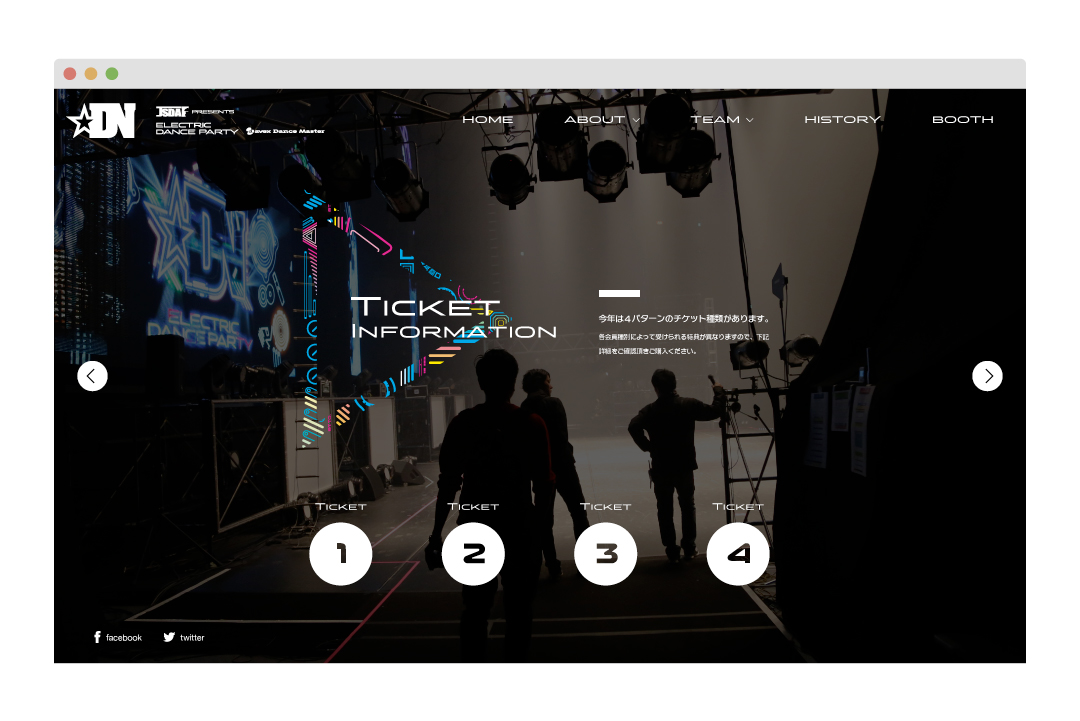 DN
JSDAF PRESENTS
ELECTRIC
DANCE PARTY
avex Dance Master
HOME
ABOUT
TEAM
HISTORY
BOOTH
DN
ELECTRIC
DANCE PARTY
TICKET
INFORMATION
今年は4パターンのチケット種類があります。
各会員種別によって受けられる特典が異なりますので、下記
詳細をご確認頂きご購入ください。
TICKET
1
TICKET
2
TICKET
3
TICKET
4
facebook
twitter